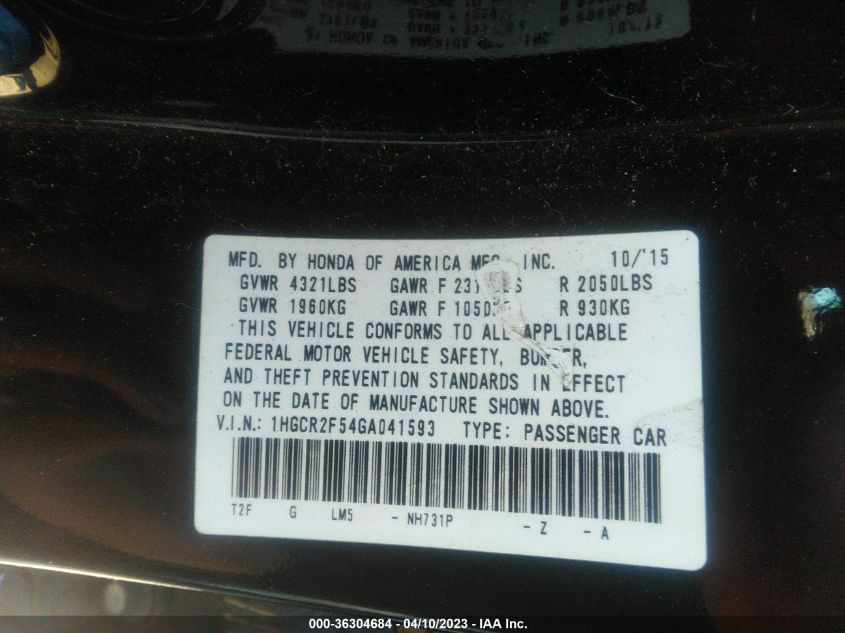 MFD. BY HONDA OF AMERICA INC. 10/'15
GVWR 4321LBS GAWR F R 2050LBS
GVWR 1960KG GAWR F R 930KG
THIS VEHICLE CONFORMS TO ALL APPLICABLE
FEDERAL MOTOR VEHICLE SAFETY,
AND THEFT PREVENTION STANDARDS IN EFFECT
ON THE DATE OF MANUFACTURE SHOWN ABOVE.
V.I.N.: 1HGCR2F54GA041593 TYPE: PASSENGER CAR
T2F G LM5 - NH731P - Z - A
000-36304684 - 04/10/2023 - IAA Inc.